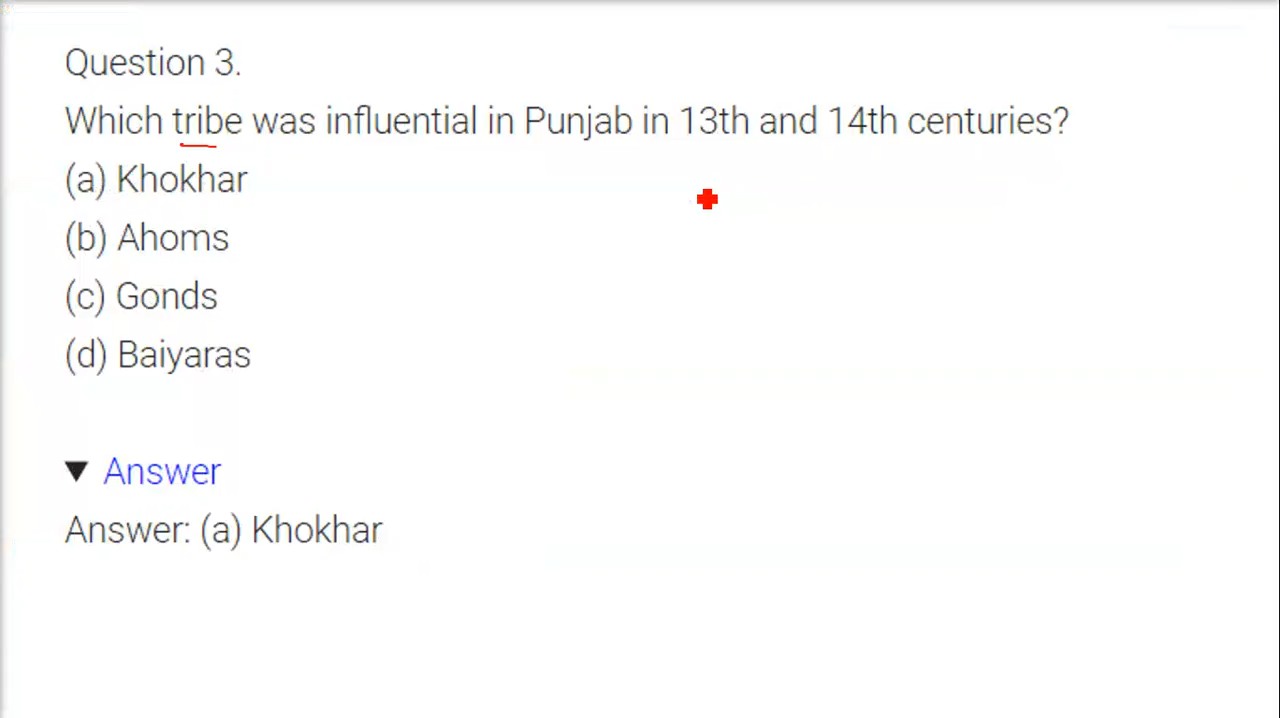 Question 3.
Which tribe was influential in Punjab in 13th and 14th centuries?
(a) Khokhar
(b) Ahoms
(c) Gonds
(d) Baiyaras
▼ Answer
Answer: (a) Khokhar